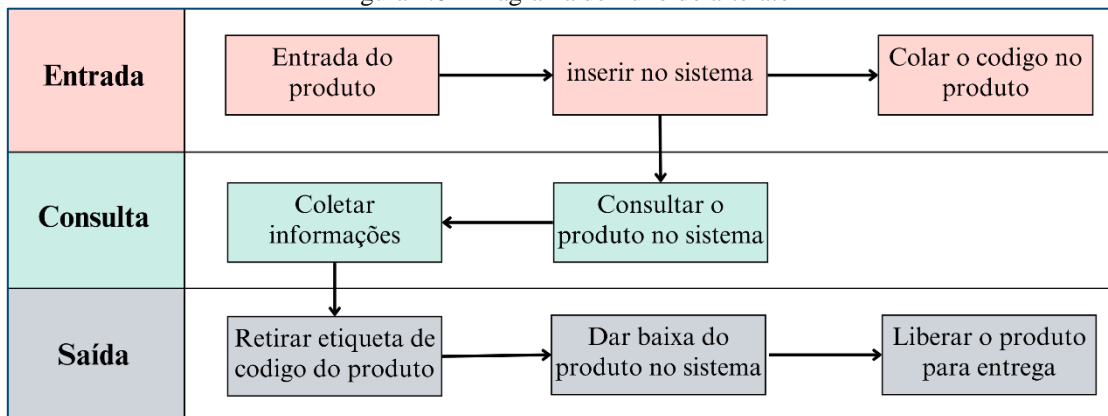 Entrada
Entrada do
produto
inserir no sistema
Colar o codigo no
produto
Consulta
Coletar
informações
Consultar o
produto no sistema
Saída
Retirar etiqueta de
codigo do produto
Dar baixa do
produto no sistema
Liberar o produto
para entrega